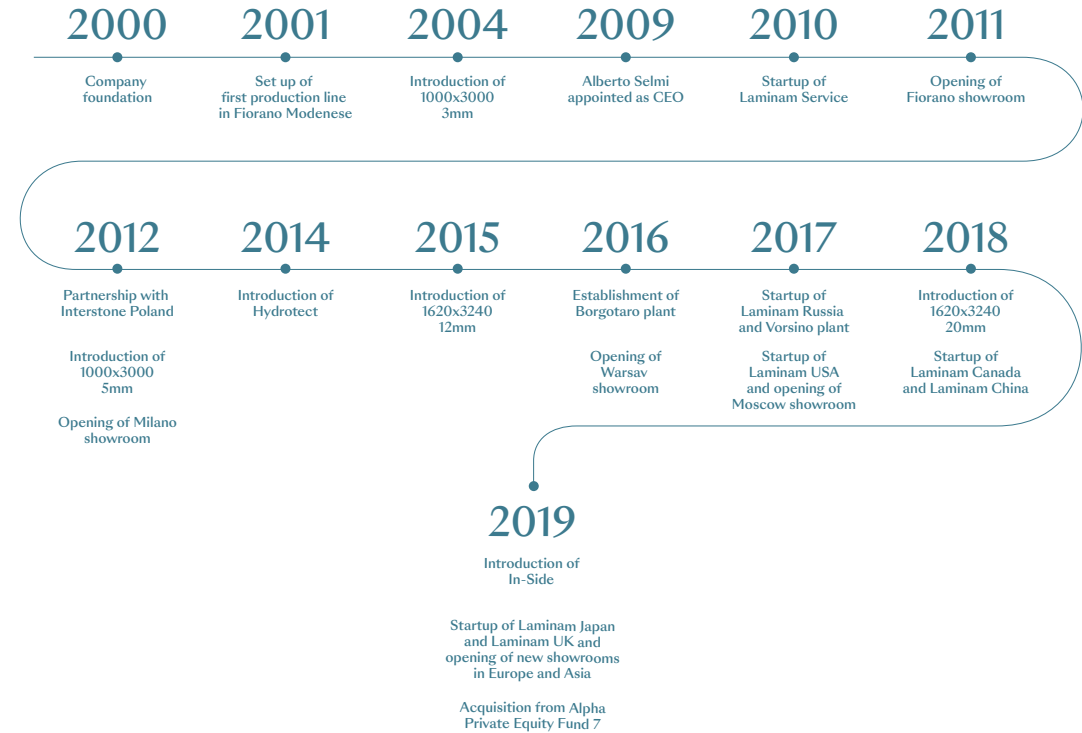 2000
Company
foundation
2001
Set up of
first production line
in Fiorano Modenese
2004
Introduction of
1000x3000
3mm
2009
Alberto Selmi
appointed as CEO
2010
Startup of
Laminam Service
2011
Opening of
Fiorano showroom
2012
Partnership with
Interstone Poland
Introduction of
1000x3000
5mm
Opening of Milano
showroom
2014
Introduction of
Hydrotect
2015
Introduction of
1620x3240
12mm
2016
Establishment of
Borgotaro plant
Opening of
Warsav
showroom
2017
Startup of
Laminam Russia
and Vorsino plant
Startup of
Laminam USA
and opening of
Moscow showroom
2018
Introduction of
1620x3240
20mm
Startup of
Laminam Canada
and Laminam China
2019
Introduction of
In-Side
Startup of Laminam Japan
and Laminam UK and
opening of new showrooms
in Europe and Asia
Acquisition from Alpha
Private Equity Fund 7